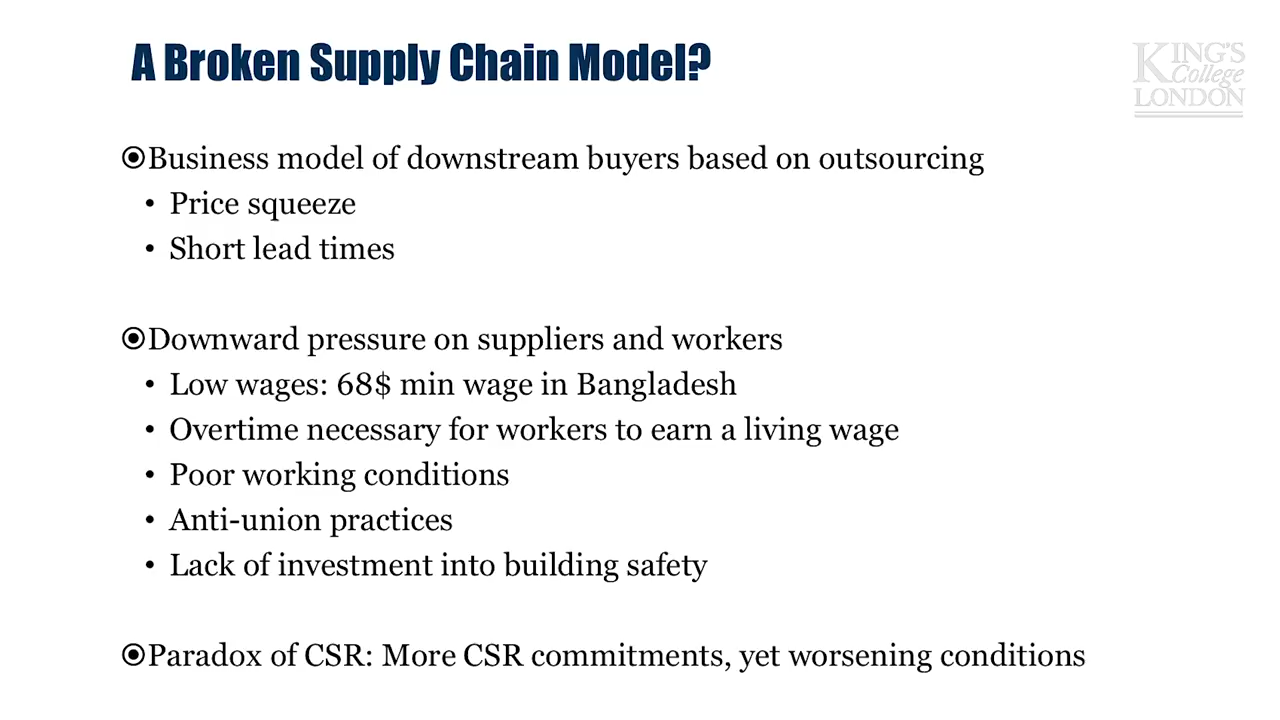 A Broken Supply Chain Model?
KING'S
College
LONDON
⦿Business model of downstream buyers based on outsourcing
• Price squeeze
• Short lead times
⦿Downward pressure on suppliers and workers
• Low wages: 68$ min wage in Bangladesh
• Overtime necessary for workers to earn a living wage
• Poor working conditions
• Anti-union practices
• Lack of investment into building safety
⦿Paradox of CSR: More CSR commitments, yet worsening conditions